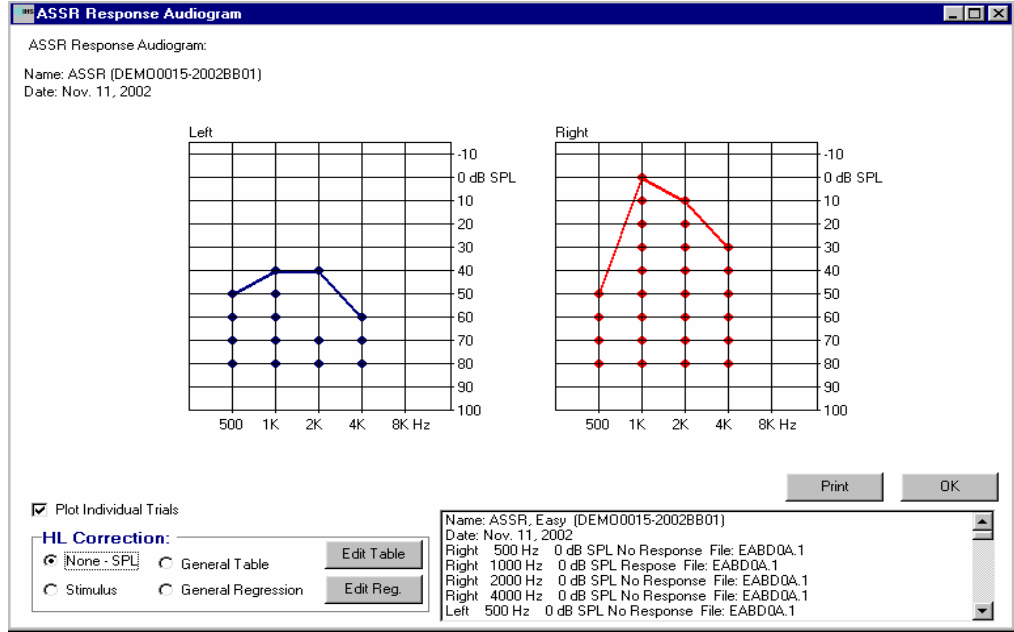 IHS ASSR Response Audiogram
ASSR Response Audiogram:
Name: ASSR (DEMO0015-2002BB01)
Date: Nov. 11, 2002
Left
-10
0 dB SPL
10
20
30
40
50
60
70
80
90
100
500 1K 2K 4K 8K Hz
Right
-10
0 dB SPL
10
20
30
40
50
60
70
80
90
100
500 1K 2K 4K 8K Hz
Print OK
Plot Individual Trials
HL Correction:
None - SPL General Table Edit Table
Stimulus General Regression Edit Reg.
Name: ASSR, Easy (DEMO0015-2002BB01)
Date: Nov. 11, 2002
Right 500 Hz 0 dB SPL No Response File: EABD0A.1
Right 1000 Hz 0 dB SPL Respose File: EABD0A.1
Right 2000 Hz 0 dB SPL No Response File: EABD0A.1
Right 4000 Hz 0 dB SPL No Response File: EABD0A.1
Left 500 Hz 0 dB SPL No Response File: EABD0A.1